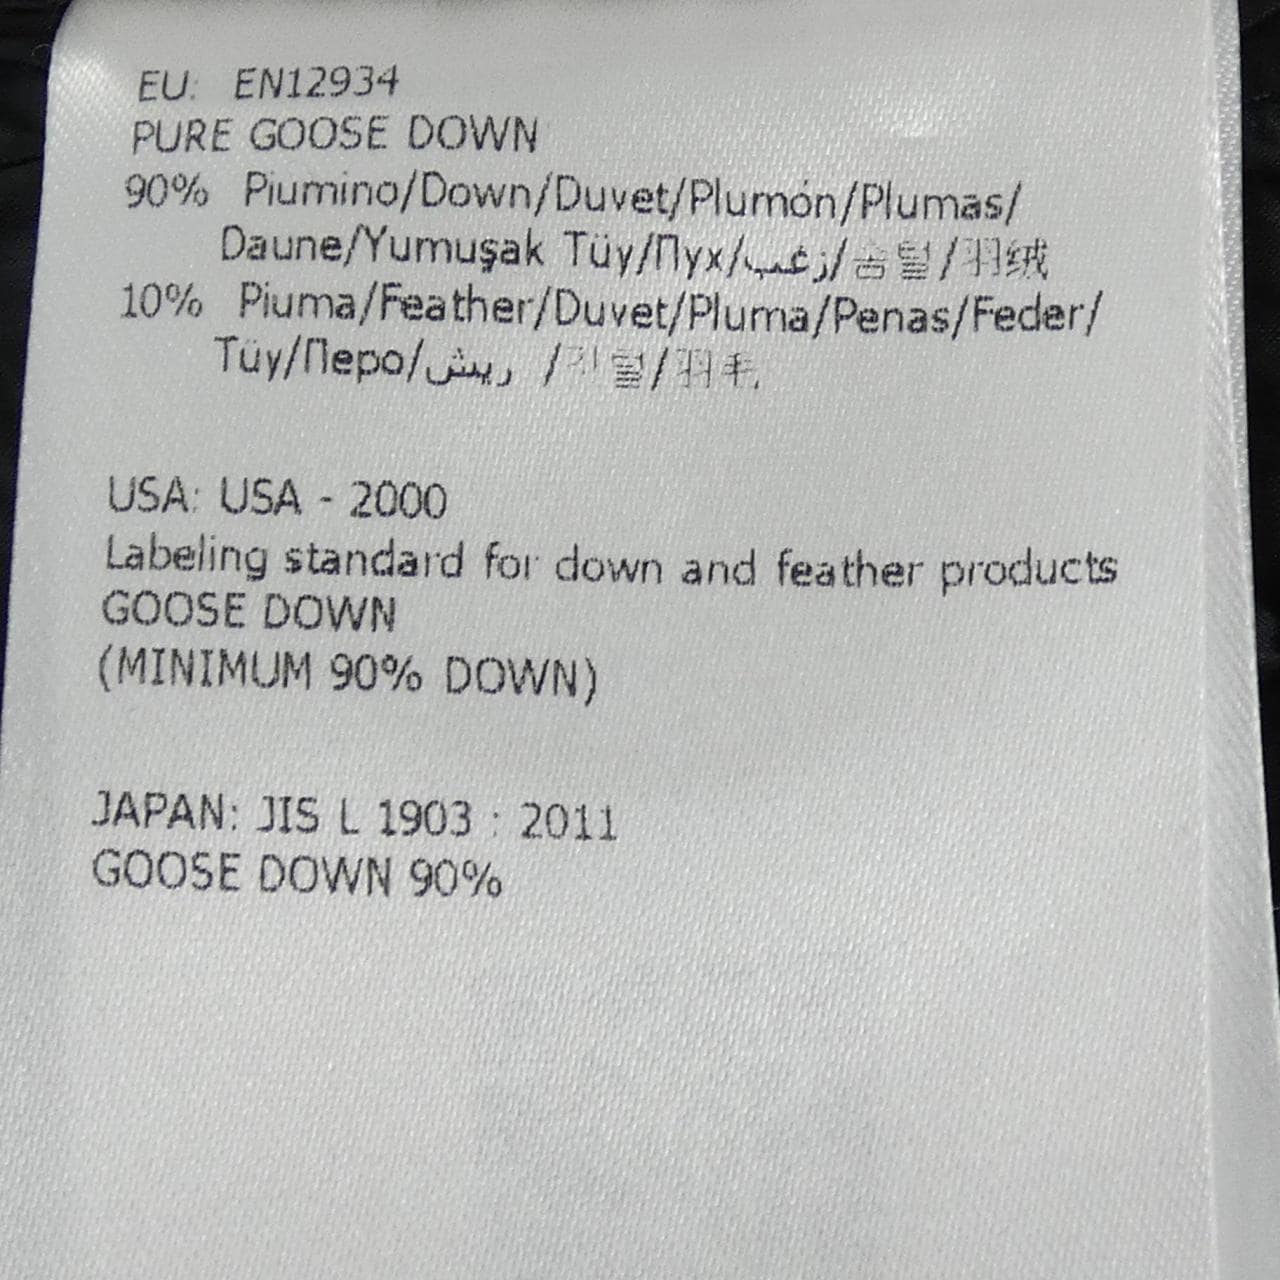 EU: EN12934
PURE GOOSE DOWN
90% Piumino/Down/Duvet/Plumón/Plumas/
Daune/Yumuşak Tüy/Пух/زغب/솜털/羽绒
10% Piuma/Feather/Duvet/Pluma/Penas/Feder/
Tüy/Перо/ريش /깃털/羽毛
USA: USA - 2000
Labeling standard for down and feather products
GOOSE DOWN
(MINIMUM 90% DOWN)
JAPAN: JIS L 1903 : 2011
GOOSE DOWN 90%